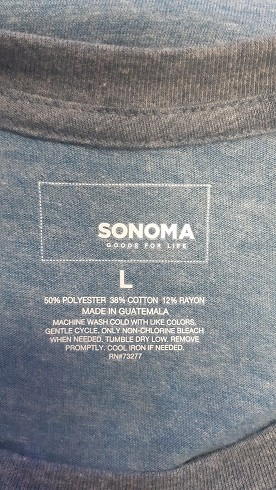 SONOMA
GOODS FOR LIFE
L
50% POLYESTER 38% COTTON 12% RAYON
MADE IN GUATEMALA
MACHINE WASH COLD WITH LIKE COLORS.
GENTLE CYCLE. ONLY NON-CHLORINE BLEACH
WHEN NEEDED. TUMBLE DRY LOW. REMOVE
PROMPTLY. COOL IRON IF NEEDED.
RN#73277